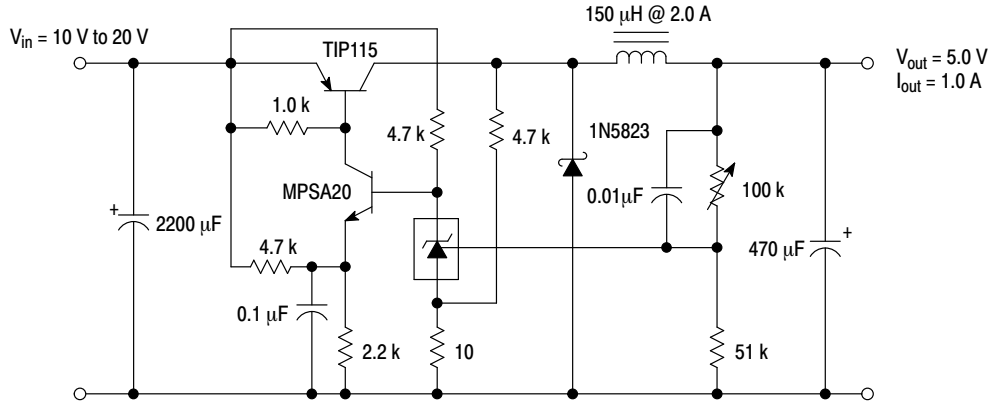 150 μH @ 2.0 A
Vin = 10 V to 20 V
TIP115
Vout = 5.0 V
Iout = 1.0 A
1.0 k
4.7 k
4.7 k
1N5823
MPSA20
0.01μF
100 k
+
2200 μF
4.7 k
470 μF
+
0.1 μF
2.2 k
10
51 k